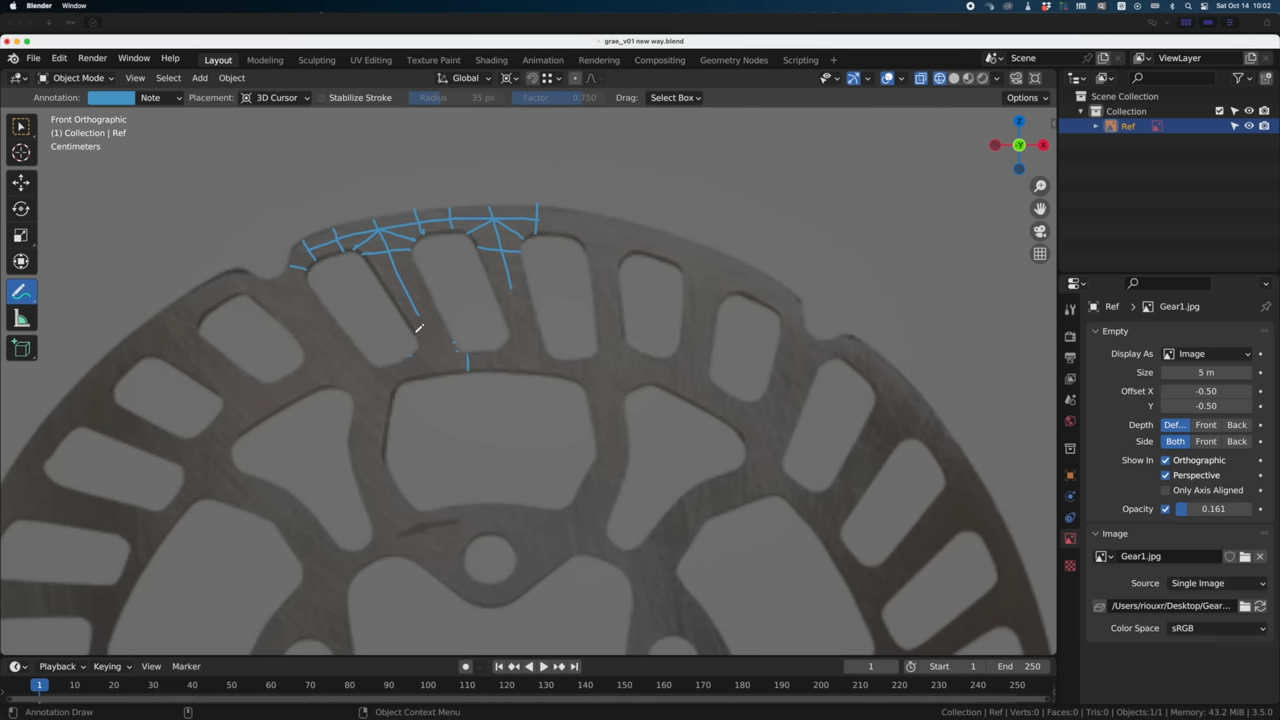 Blender Window Sat Oct 14 10:02
grae_v01 new way.blend
File Edit Render Window Help Layout Modeling Sculpting UV Editing Texture Paint Shading Animation Rendering Compositing Geometry Nodes Scripting + Scene ViewLayer
Object Mode View Select Add Object Global
Annotation: Note Placement: 3D Cursor Stabilize Stroke Radius 35 px Factor 0.750 Drag: Select Box Options
Scene Collection
Collection
Ref
Front Orthographic
(1) Collection | Ref
Centimeters
Z
Y
X
Ref Gear1.jpg
Empty
Display As Image
Size 5 m
Offset X -0.50
Y -0.50
Depth Def... Front Back
Side Both Front Back
Show In Orthographic
Perspective
Only Axis Aligned
Opacity 0.161
Image
Gear1.jpg
Source Single Image
/Users/riouxr/Desktop/Gear...
Color Space sRGB
Playback Keying View Marker 1 Start 1 End 250
1 10 20 30 40 50 60 70 80 90 100 110 120 130 140 150 160 170 180 190 200 210 220 230 240 250
Annotation Draw Object Context Menu Collection | Ref | Verts:0 | Faces:0 | Tris:0 | Objects:1/1 | Memory: 43.2 MiB | 3.5.0